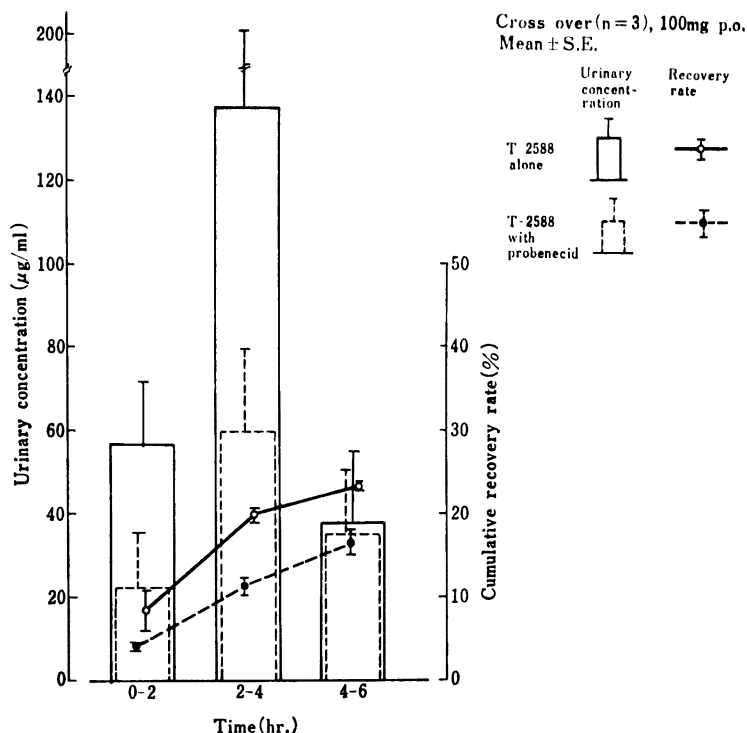 Cross over (n=3), 100mg p.o.
Mean ± S.E.
Urinary concent-ration
Recovery rate
T 2588 alone
T-2588 with probenecid
Urinary concentration (μg/ml)
200
140
120
100
80
60
40
20
0
50
40
30
20
10
0
Cumulative recovery rate(%)
0-2
2-4
4-6
Time(hr.)